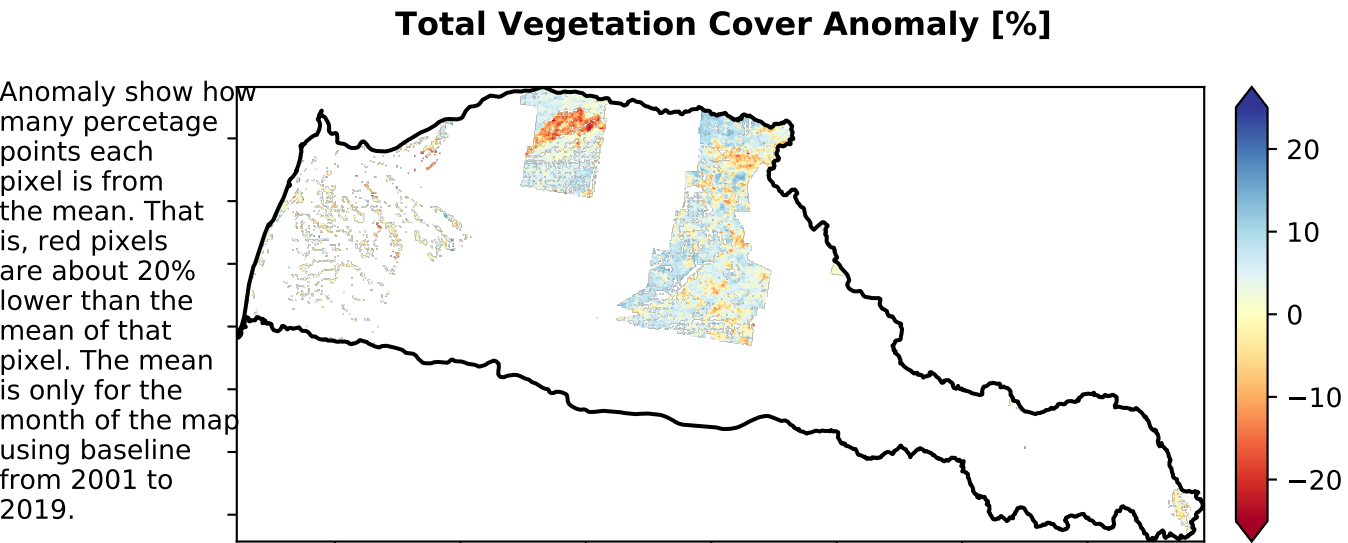 Total Vegetation Cover Anomaly [%]
Anomaly show how
many percetage
points each
pixel is from
the mean. That
is, red pixels
are about 20%
lower than the
mean of that
pixel. The mean
is only for the
month of the map
using baseline
from 2001 to
2019.
20
10
0
−10
−20